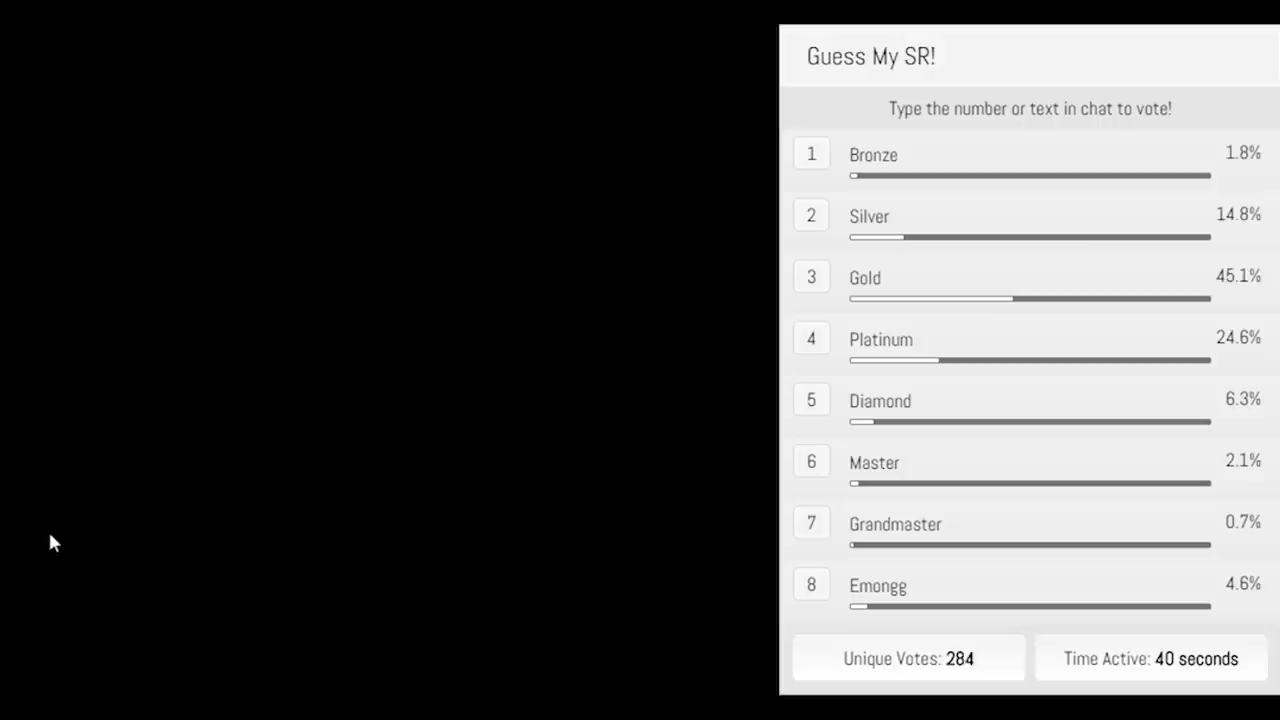 Guess My SR!
Type the number or text in chat to vote!
1 Bronze 1.8%
2 Silver 14.8%
3 Gold 45.1%
4 Platinum 24.6%
5 Diamond 6.3%
6 Master 2.1%
7 Grandmaster 0.7%
8 Emongg 4.6%
Unique Votes: 284 Time Active: 40 seconds